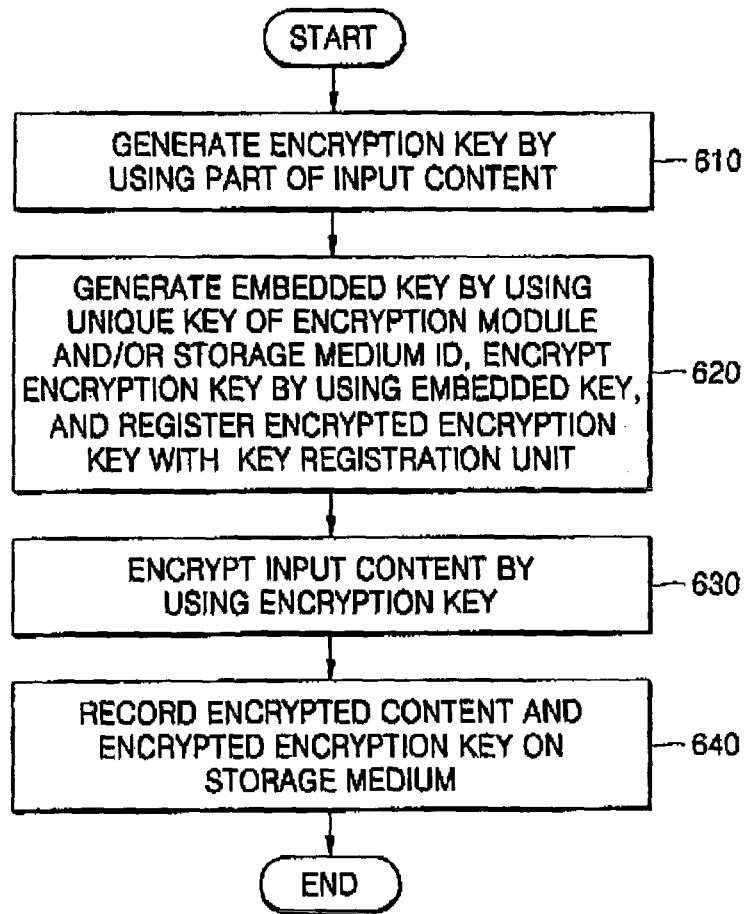 START
GENERATE ENCRYPTION KEY BY
USING PART OF INPUT CONTENT
610
GENERATE EMBEDDED KEY BY USING
UNIQUE KEY OF ENCRYPTION MODULE
AND/OR STORAGE MEDIUM ID, ENCRYPT
ENCRYPTION KEY BY USING EMBEDDED KEY,
AND REGISTER ENCRYPTED ENCRYPTION
KEY WITH KEY REGISTRATION UNIT
620
ENCRYPT INPUT CONTENT BY
USING ENCRYPTION KEY
630
RECORD ENCRYPTED CONTENT AND
ENCRYPTED ENCRYPTION KEY ON
STORAGE MEDIUM
640
END